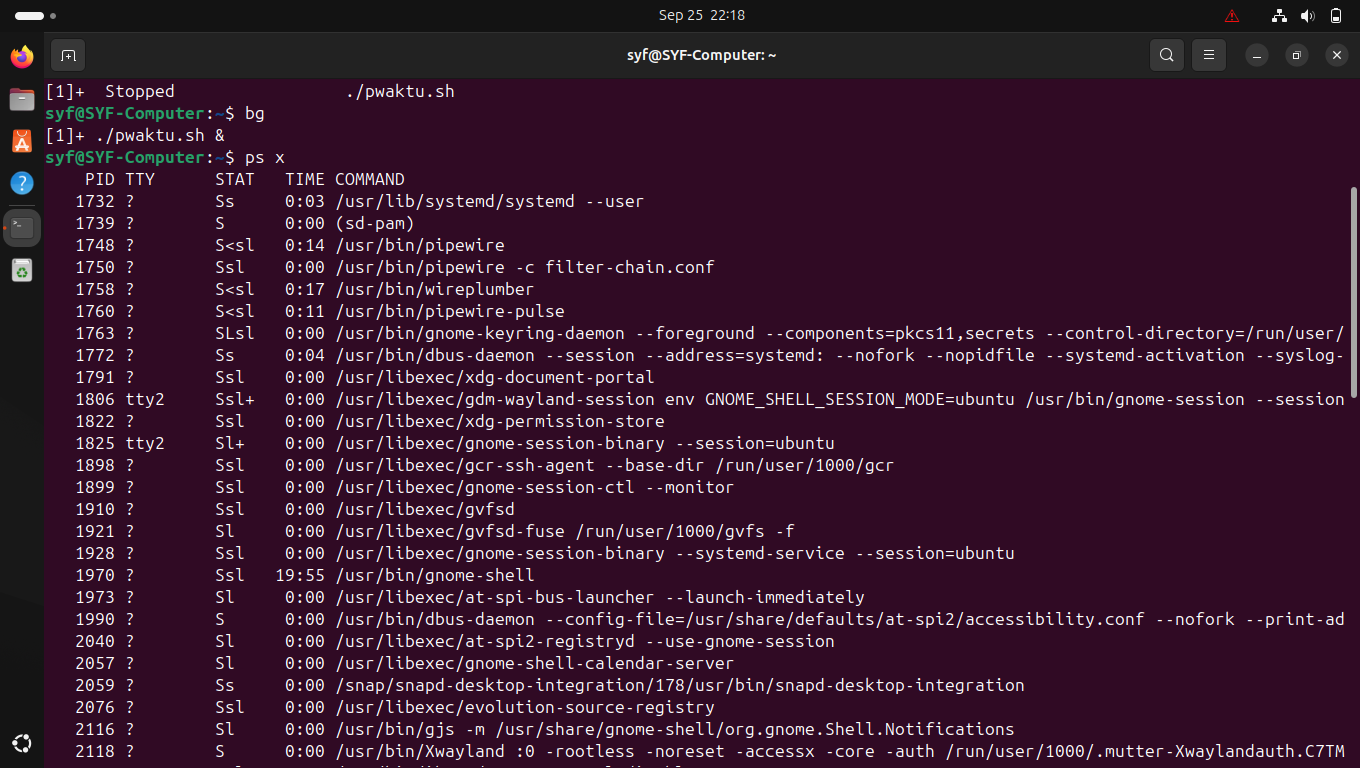 Sep 25 22:18
syf@SYF-Computer: ~
[1]+ Stopped ./pwaktu.sh
syf@SYF-Computer:~$ bg
[1]+ ./pwaktu.sh &
syf@SYF-Computer:~$ ps x
PID TTY STAT TIME COMMAND
1732 ? Ss 0:03 /usr/lib/systemd/systemd --user
1739 ? S 0:00 (sd-pam)
1748 ? S<sl 0:14 /usr/bin/pipewire
1750 ? Ssl 0:00 /usr/bin/pipewire -c filter-chain.conf
1758 ? S<sl 0:17 /usr/bin/wireplumber
1760 ? S<sl 0:11 /usr/bin/pipewire-pulse
1763 ? SLsl 0:00 /usr/bin/gnome-keyring-daemon --foreground --components=pkcs11,secrets --control-directory=/run/user/
1772 ? Ss 0:04 /usr/bin/dbus-daemon --session --address=systemd: --nofork --nopidfile --systemd-activation --syslog-
1791 ? Ssl 0:00 /usr/libexec/xdg-document-portal
1806 tty2 Ssl+ 0:00 /usr/libexec/gdm-wayland-session env GNOME_SHELL_SESSION_MODE=ubuntu /usr/bin/gnome-session --session
1822 ? Ssl 0:00 /usr/libexec/xdg-permission-store
1825 tty2 Sl+ 0:00 /usr/libexec/gnome-session-binary --session=ubuntu
1898 ? Ssl 0:00 /usr/libexec/gcr-ssh-agent --base-dir /run/user/1000/gcr
1899 ? Ssl 0:00 /usr/libexec/gnome-session-ctl --monitor
1910 ? Ssl 0:00 /usr/libexec/gvfsd
1921 ? Sl 0:00 /usr/libexec/gvfsd-fuse /run/user/1000/gvfs -f
1928 ? Ssl 0:00 /usr/libexec/gnome-session-binary --systemd-service --session=ubuntu
1970 ? Ssl 19:55 /usr/bin/gnome-shell
1973 ? Sl 0:00 /usr/libexec/at-spi-bus-launcher --launch-immediately
1990 ? S 0:00 /usr/bin/dbus-daemon --config-file=/usr/share/defaults/at-spi2/accessibility.conf --nofork --print-ad
2040 ? Sl 0:00 /usr/libexec/at-spi2-registryd --use-gnome-session
2057 ? Sl 0:00 /usr/libexec/gnome-shell-calendar-server
2059 ? Ss 0:00 /snap/snapd-desktop-integration/178/usr/bin/snapd-desktop-integration
2076 ? Ssl 0:00 /usr/libexec/evolution-source-registry
2116 ? Sl 0:00 /usr/bin/gjs -m /usr/share/gnome-shell/org.gnome.Shell.Notifications
2118 ? S 0:00 /usr/bin/Xwayland :0 -rootless -noreset -accessx -core -auth /run/user/1000/.mutter-Xwaylandauth.C7TM